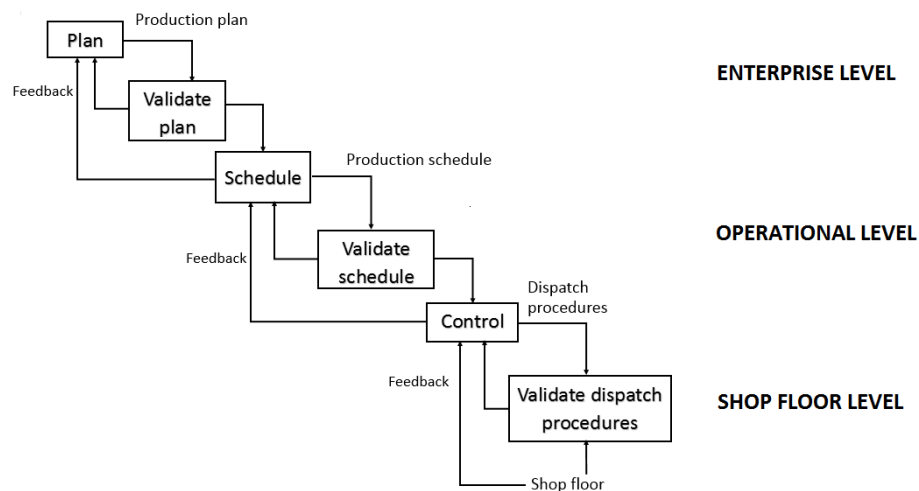 Production plan
Plan
ENTERPRISE LEVEL
Feedback
Validate
plan
Production schedule
Schedule
OPERATIONAL LEVEL
Validate
schedule
Feedback
Dispatch
procedures
Control
Feedback
Validate dispatch
procedures
SHOP FLOOR LEVEL
Shop floor